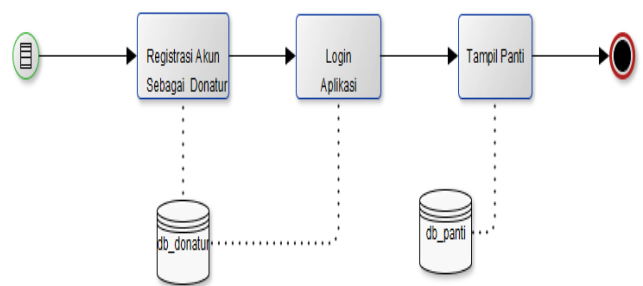 Registrasi Akun
Sebagai Donatur
Login
Aplikasi
Tampil Panti
db_donatur
db_panti